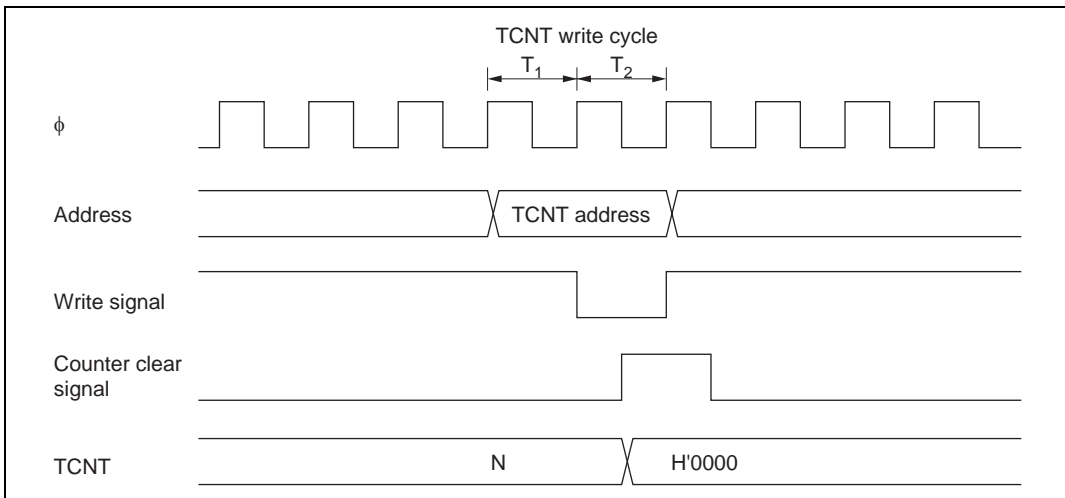 TCNT write cycle
T1 T2
ϕ
Address
TCNT address
Write signal
Counter clear
signal
TCNT
N
H'0000